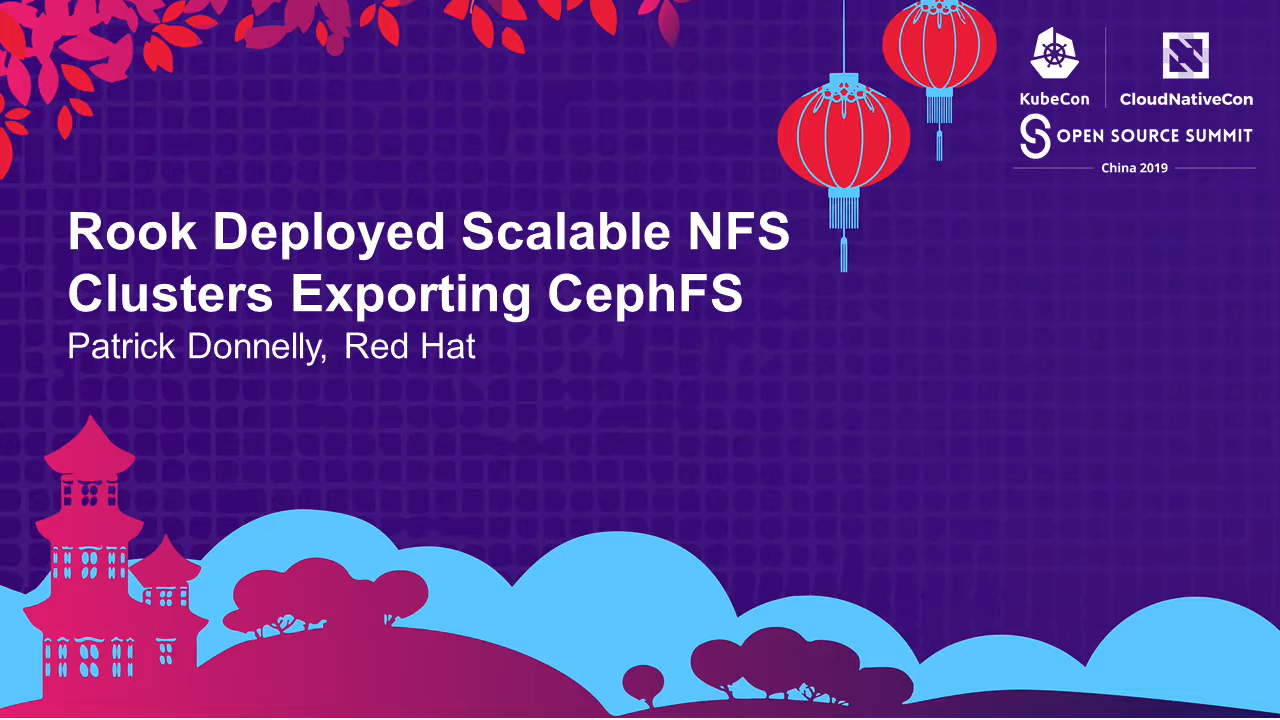 KubeCon
CloudNativeCon
OPEN SOURCE SUMMIT
China 2019
Rook Deployed Scalable NFS
Clusters Exporting CephFS
Patrick Donnelly, Red Hat